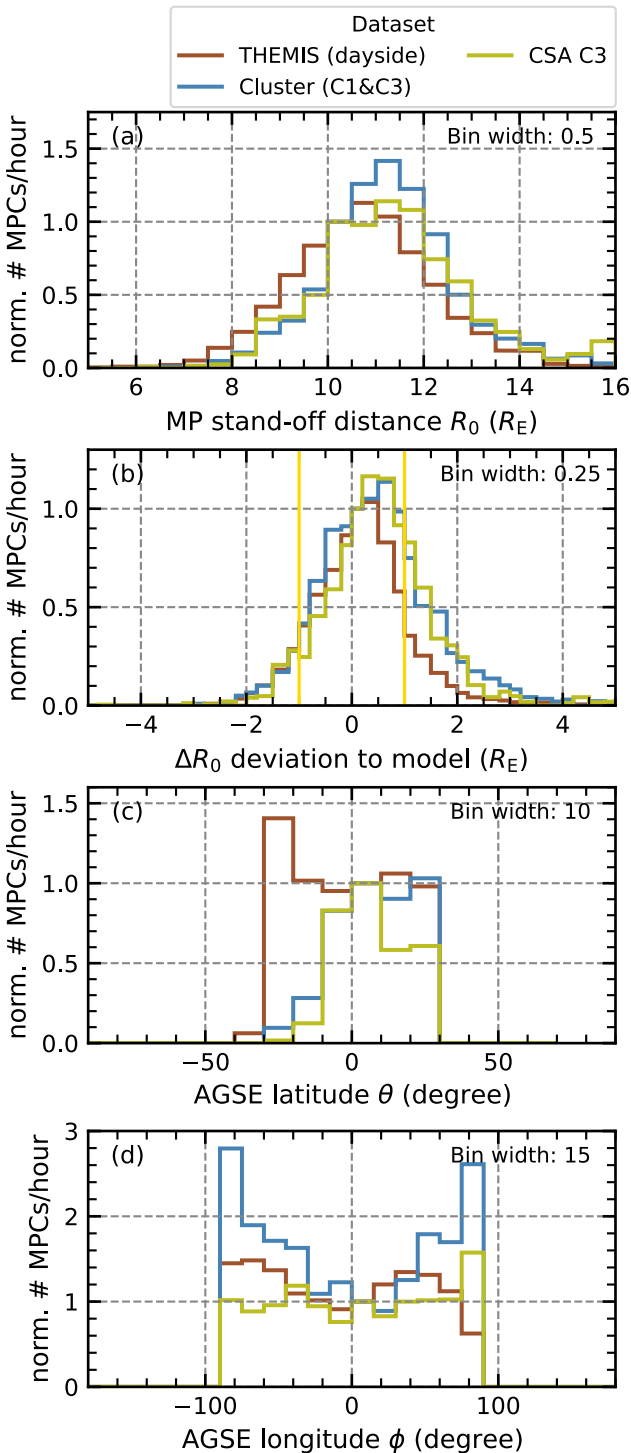 Dataset
THEMIS (dayside)
CSA C3
Cluster (C1&C3)
(a)
Bin width: 0.5
norm. # MPCs/hour
1.5
1.0
0.5
0.0
6 8 10 12 14 16
MP stand-off distance R₀ (Rᴇ)
(b)
Bin width: 0.25
norm. # MPCs/hour
1.0
0.5
0.0
−4 −2 0 2 4
ΔR₀ deviation to model (Rᴇ)
(c)
Bin width: 10
norm. # MPCs/hour
1.5
1.0
0.5
0.0
−50 0 50
AGSE latitude θ (degree)
(d)
Bin width: 15
norm. # MPCs/hour
3
2
1
0
−100 0 100
AGSE longitude ϕ (degree)